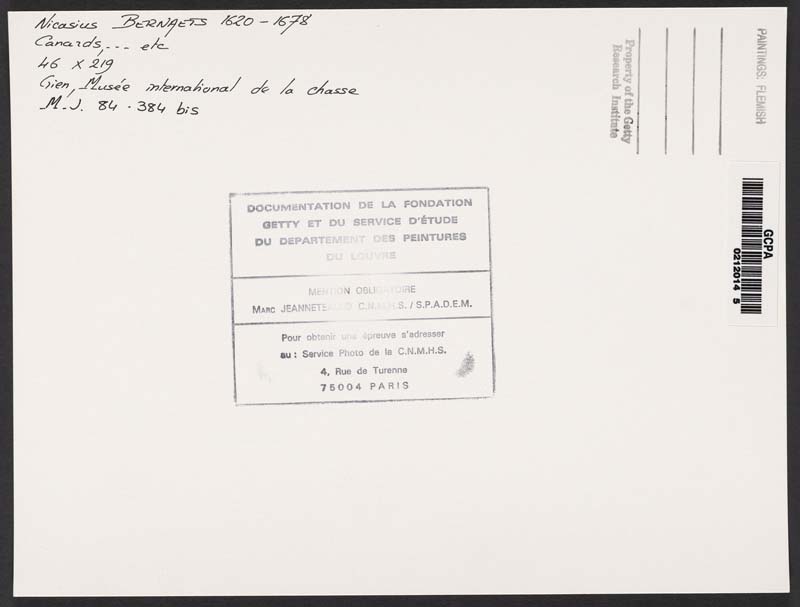 Nicasius BERNAETS 1620 - 1678
Canards, ... etc
46 x 219
Gien, Musée international de la chasse
M.J. 84 . 384 bis
DOCUMENTATION DE LA FONDATION
GETTY ET DU SERVICE D'ÉTUDE
DU DEPARTEMENT DES PEINTURES
DU LOUVRE
MENTION OBLIGATOIRE
MARC C.N.M.H.S. / S.P.A.D.E.M.
Pour obtenir une épreuve s'adresser
au : Service Photo de la C.N.M.H.S.
4, Rue de Turenne
75004 PARIS
Property of the Getty
Research Institute
PAINTINGS: FLEMISH
GCPA
0212014 5